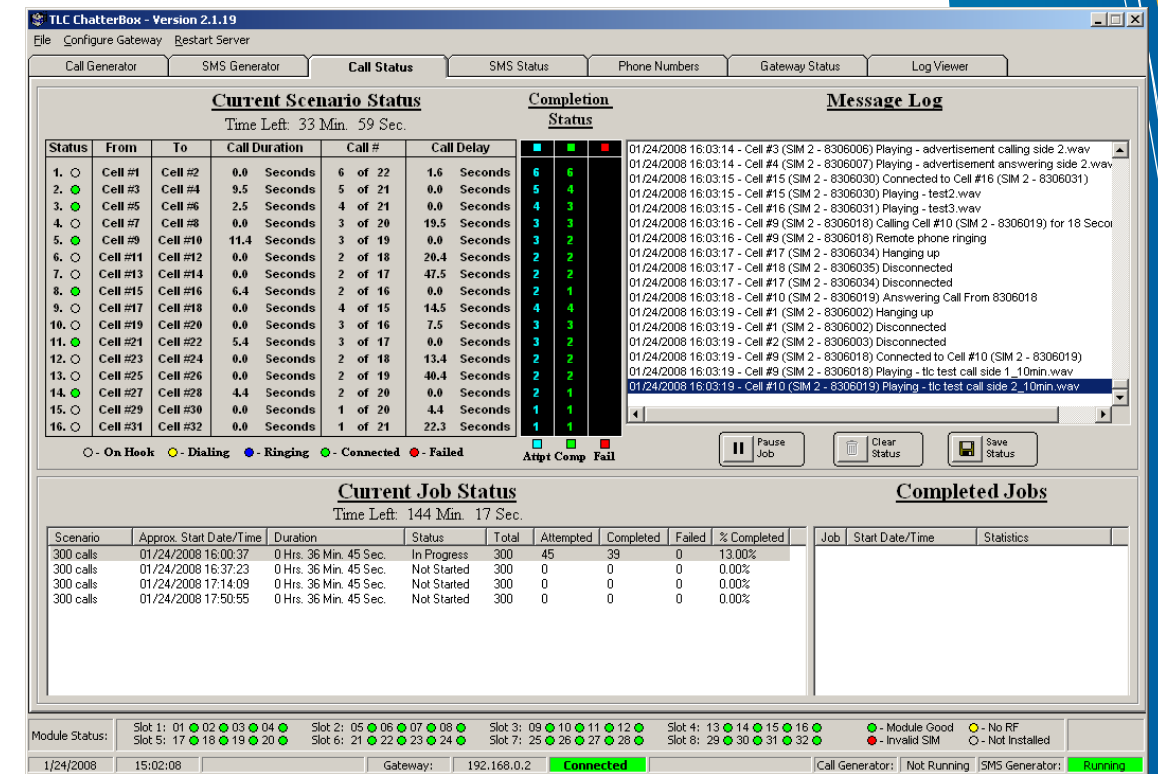 TLC ChatterBox - Version 2.1.19
File Configure Gateway Restart Server
Call Generator SMS Generator Call Status SMS Status Phone Numbers Gateway Status Log Viewer
Current Scenario Status
Time Left: 33 Min. 59 Sec.
Completion
Status
Message Log
Status From To Call Duration Call # Call Delay
1. Cell #1 Cell #2 0.0 Seconds 6 of 22 1.6 Seconds 6 6
2. Cell #3 Cell #4 9.5 Seconds 5 of 21 0.0 Seconds 5 4
3. Cell #5 Cell #6 2.5 Seconds 4 of 21 0.0 Seconds 4 3
4. Cell #7 Cell #8 0.0 Seconds 3 of 20 19.5 Seconds 3 3
5. Cell #9 Cell #10 11.4 Seconds 3 of 19 0.0 Seconds 3 2
6. Cell #11 Cell #12 0.0 Seconds 2 of 18 20.4 Seconds 2 2
7. Cell #13 Cell #14 0.0 Seconds 2 of 17 47.5 Seconds 2 2
8. Cell #15 Cell #16 6.4 Seconds 2 of 16 0.0 Seconds 2 1
9. Cell #17 Cell #18 0.0 Seconds 4 of 15 14.5 Seconds 4 4
10. Cell #19 Cell #20 0.0 Seconds 3 of 16 7.5 Seconds 3 3
11. Cell #21 Cell #22 5.4 Seconds 3 of 17 0.0 Seconds 3 2
12. Cell #23 Cell #24 0.0 Seconds 2 of 18 13.4 Seconds 2 2
13. Cell #25 Cell #26 0.0 Seconds 2 of 19 40.4 Seconds 2 2
14. Cell #27 Cell #28 4.4 Seconds 2 of 20 0.0 Seconds 2 1
15. Cell #29 Cell #30 0.0 Seconds 1 of 20 4.4 Seconds 1 1
16. Cell #31 Cell #32 0.0 Seconds 1 of 21 22.3 Seconds 1 1
- On Hook - Dialing - Ringing - Connected - Failed
Attpt Comp Fail
01/24/2008 16:03:14 - Cell #3 (SIM 2 - 8306006) Playing - advertisement calling side 2.wav
01/24/2008 16:03:14 - Cell #4 (SIM 2 - 8306007) Playing - advertisement answering side 2.wav
01/24/2008 16:03:15 - Cell #15 (SIM 2 - 8306030) Connected to Cell #16 (SIM 2 - 8306031)
01/24/2008 16:03:15 - Cell #15 (SIM 2 - 8306030) Playing - test2.wav
01/24/2008 16:03:15 - Cell #16 (SIM 2 - 8306031) Playing - test3.wav
01/24/2008 16:03:16 - Cell #9 (SIM 2 - 8306018) Calling Cell #10 (SIM 2 - 8306019) for 18 Secon
01/24/2008 16:03:16 - Cell #9 (SIM 2 - 8306018) Remote phone ringing
01/24/2008 16:03:17 - Cell #17 (SIM 2 - 8306034) Hanging up
01/24/2008 16:03:17 - Cell #18 (SIM 2 - 8306035) Disconnected
01/24/2008 16:03:17 - Cell #17 (SIM 2 - 8306034) Disconnected
01/24/2008 16:03:18 - Cell #10 (SIM 2 - 8306019) Answering Call From 8306018
01/24/2008 16:03:19 - Cell #1 (SIM 2 - 8306002) Hanging up
01/24/2008 16:03:19 - Cell #1 (SIM 2 - 8306002) Disconnected
01/24/2008 16:03:19 - Cell #2 (SIM 2 - 8306003) Disconnected
01/24/2008 16:03:19 - Cell #9 (SIM 2 - 8306018) Connected to Cell #10 (SIM 2 - 8306019)
01/24/2008 16:03:19 - Cell #9 (SIM 2 - 8306018) Playing - tlc test call side 1_10min.wav
01/24/2008 16:03:19 - Cell #10 (SIM 2 - 8306019) Playing - tlc test call side 2_10min.wav
Pause
Job
Clear
Status
Save
Status
Current Job Status
Time Left: 144 Min. 17 Sec.
Scenario Approx. Start Date/Time Duration Status Total Attempted Completed Failed % Completed
300 calls 01/24/2008 16:00:37 0 Hrs. 36 Min. 45 Sec. In Progress 300 45 39 0 13.00%
300 calls 01/24/2008 16:37:23 0 Hrs. 36 Min. 45 Sec. Not Started 300 0 0 0 0.00%
300 calls 01/24/2008 17:14:09 0 Hrs. 36 Min. 45 Sec. Not Started 300 0 0 0 0.00%
300 calls 01/24/2008 17:50:55 0 Hrs. 36 Min. 45 Sec. Not Started 300 0 0 0 0.00%
Completed Jobs
Job Start Date/Time Statistics
Module Status:
Slot 1: 01 02 03 04 Slot 2: 05 06 07 08 Slot 3: 09 10 11 12 Slot 4: 13 14 15 16 - Module Good - No RF
Slot 5: 17 18 19 20 Slot 6: 21 22 23 24 Slot 7: 25 26 27 28 Slot 8: 29 30 31 32 - Invalid SIM - Not Installed
1/24/2008 15:02:08 Gateway: 192.168.0.2 Connected Call Generator: Not Running SMS Generator: Running